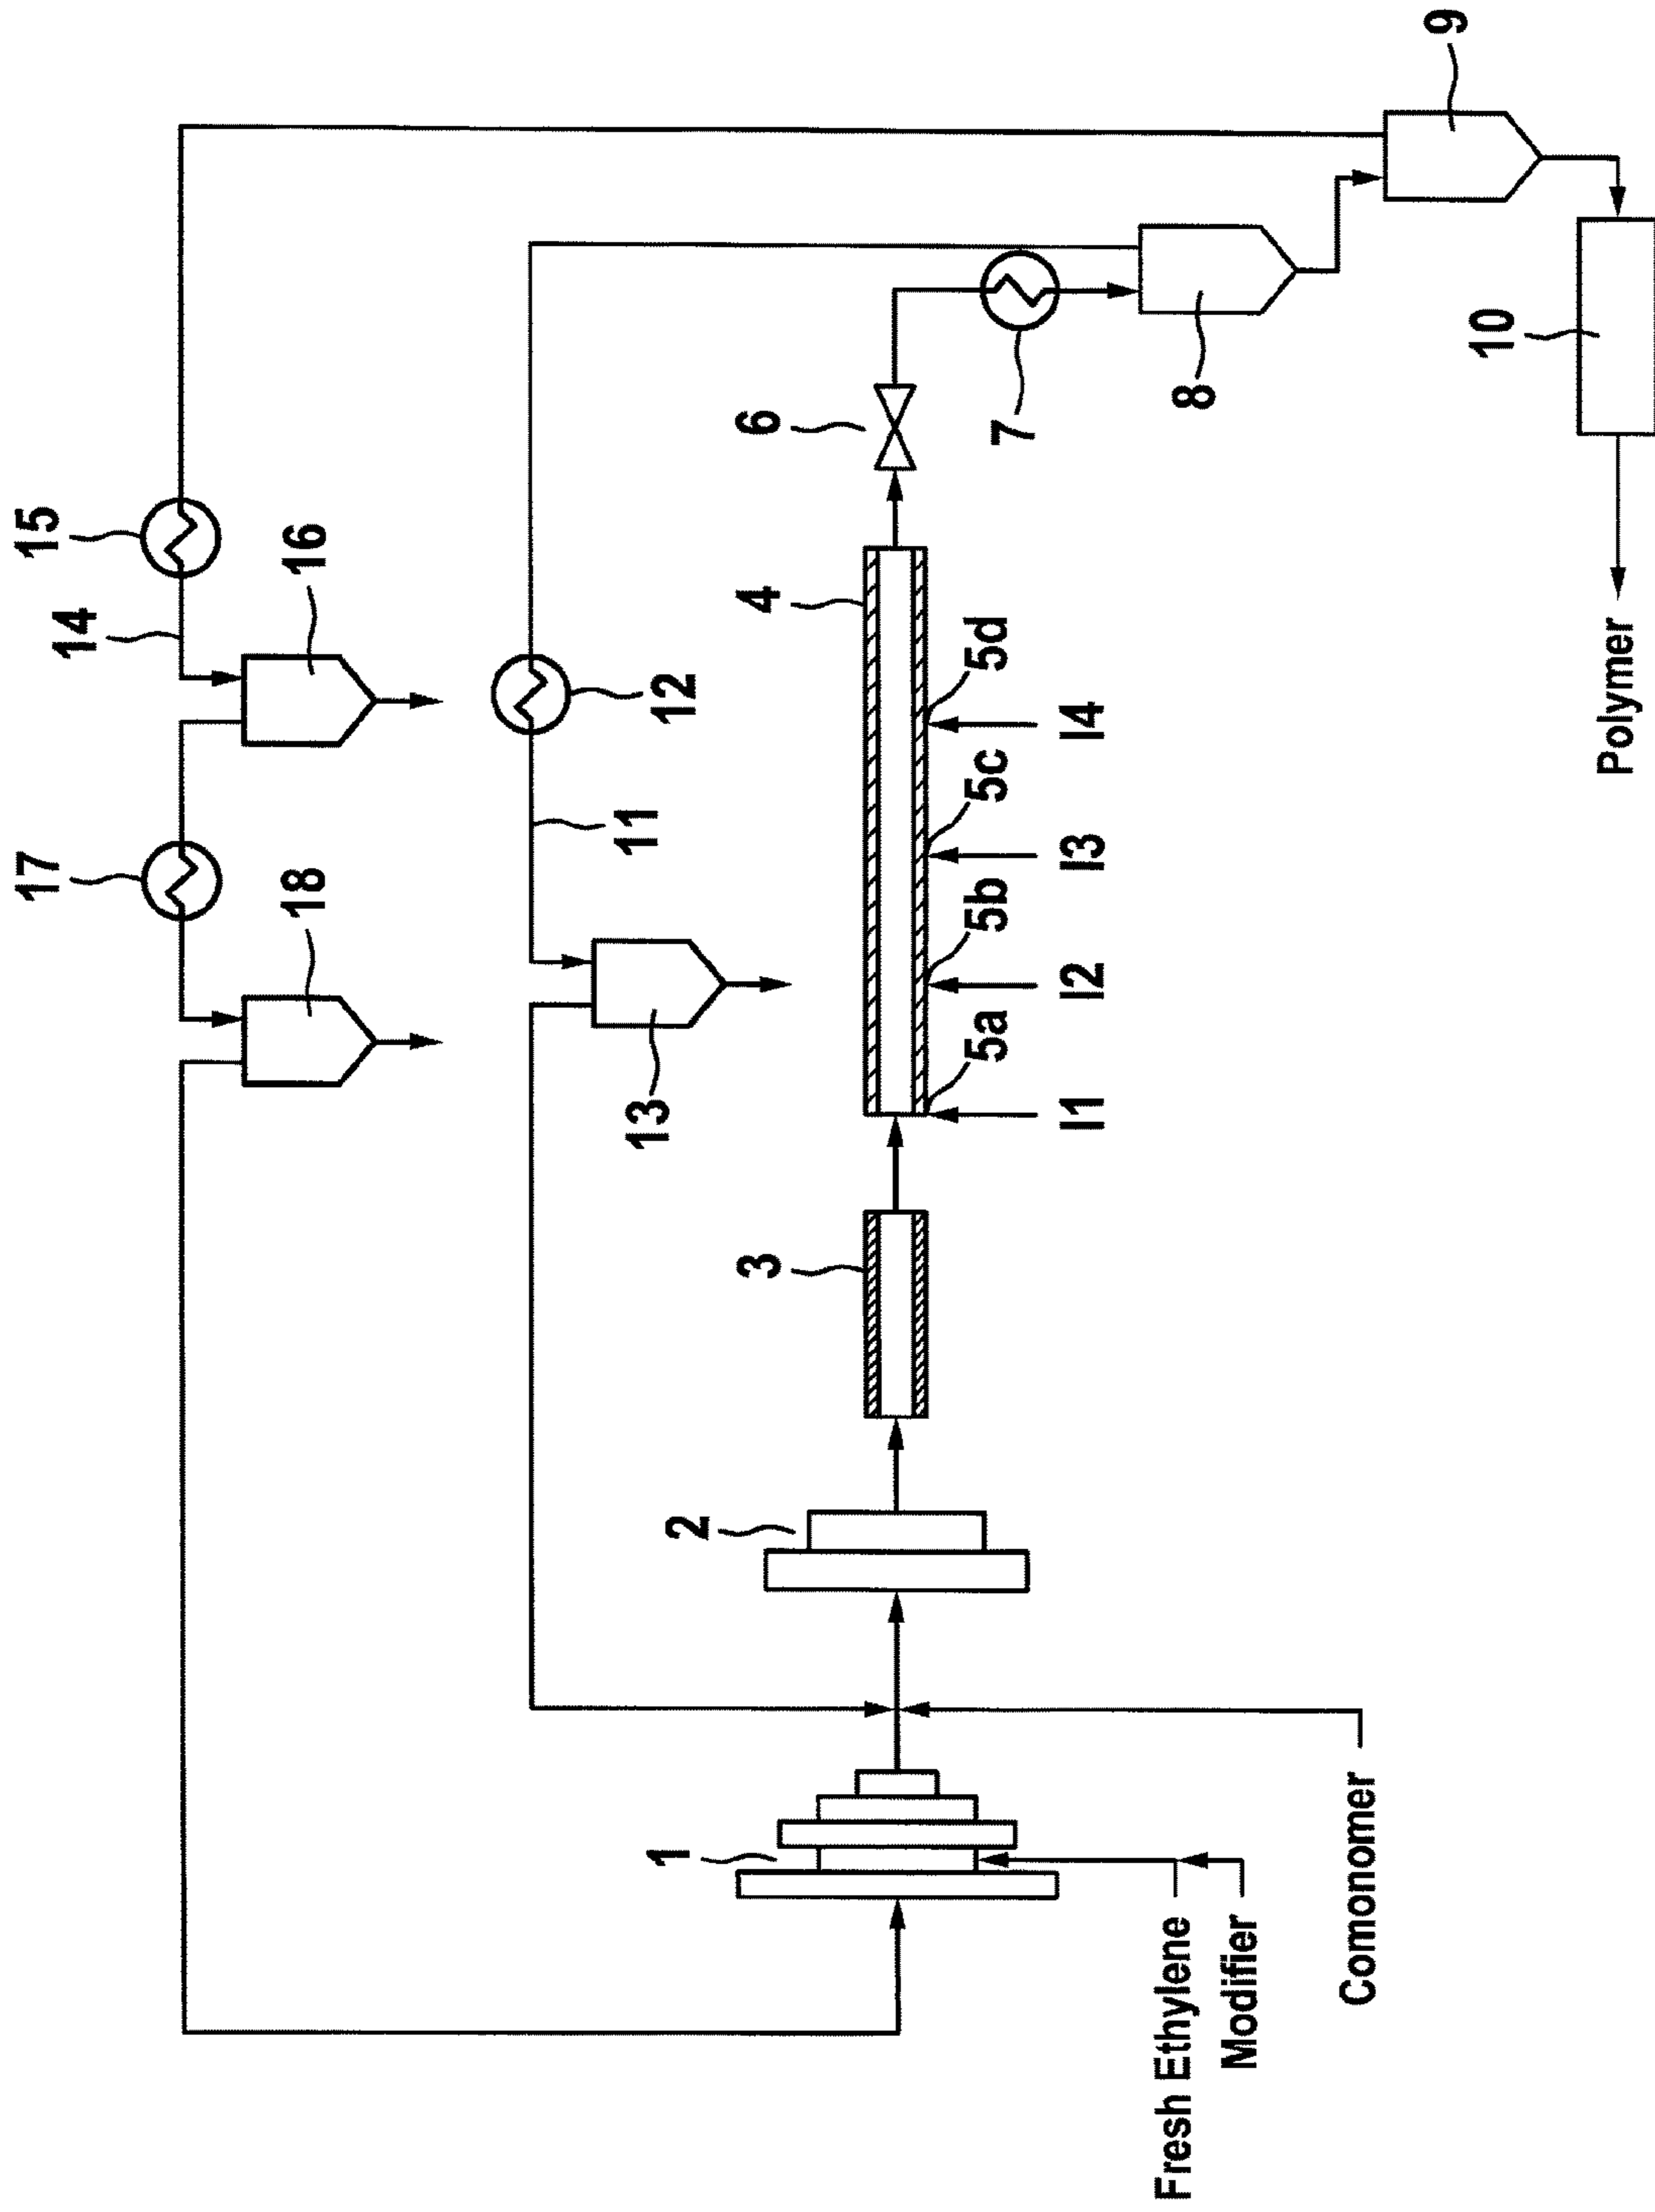 17
15
14
18
16
11
13
12
1
2
3
4
6
5a
5b
5c
5d
7
I1
I2
I3
I4
Fresh Ethylene
8
Modifier
Comonomer
9
10
Polymer